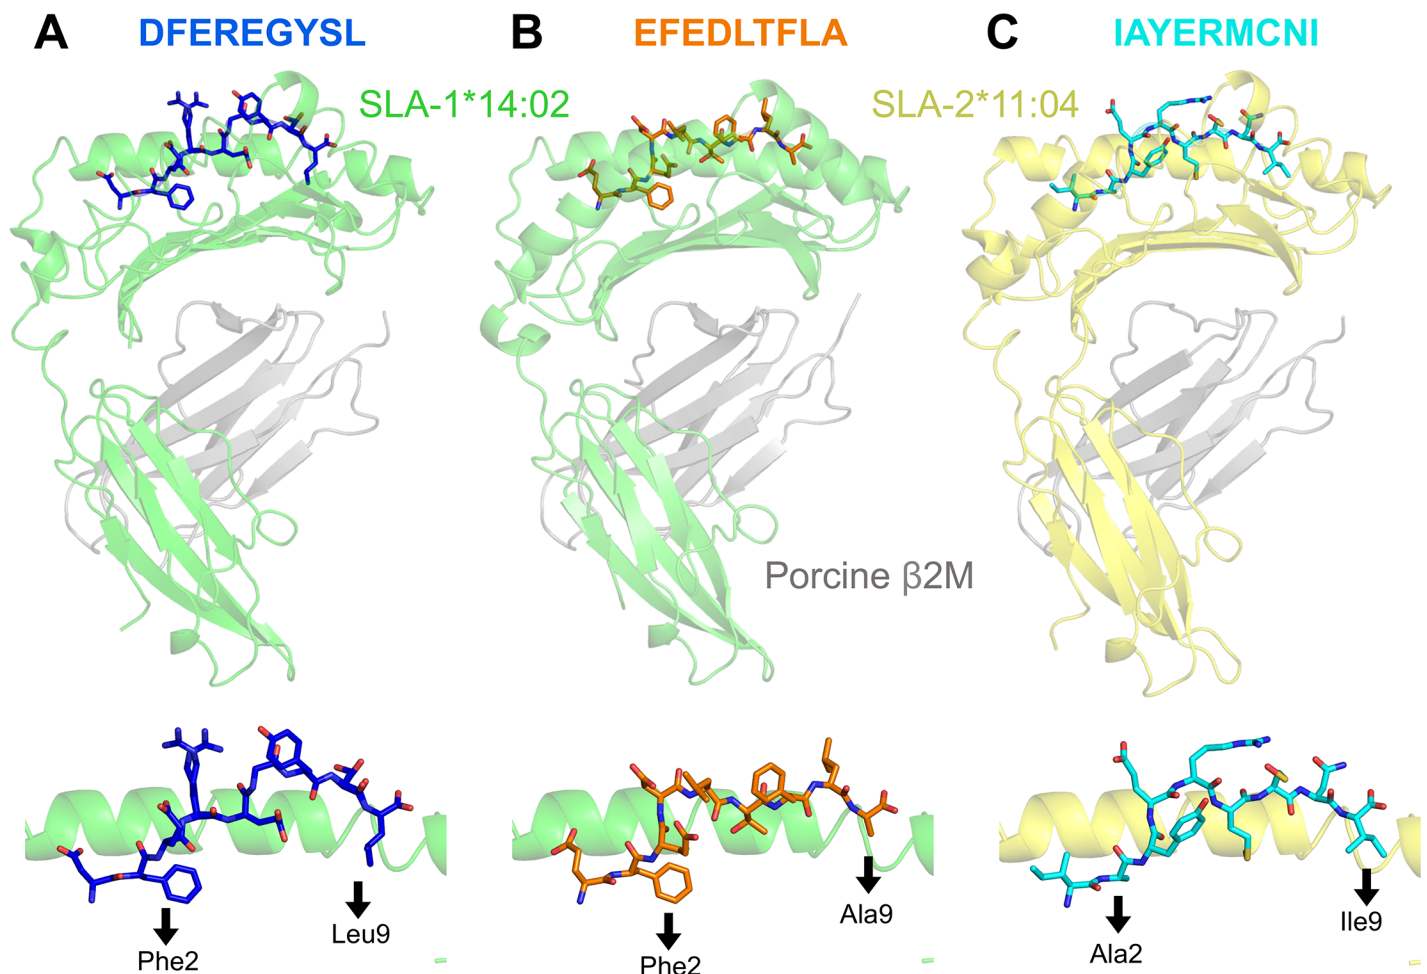 A DFEREGYSL
B EFEDLTFLA
C IAYERMCNI
SLA-1*14:02
SLA-2*11:04
Porcine β2M
Phe2
Leu9
Phe2
Ala9
Ala2
Ile9